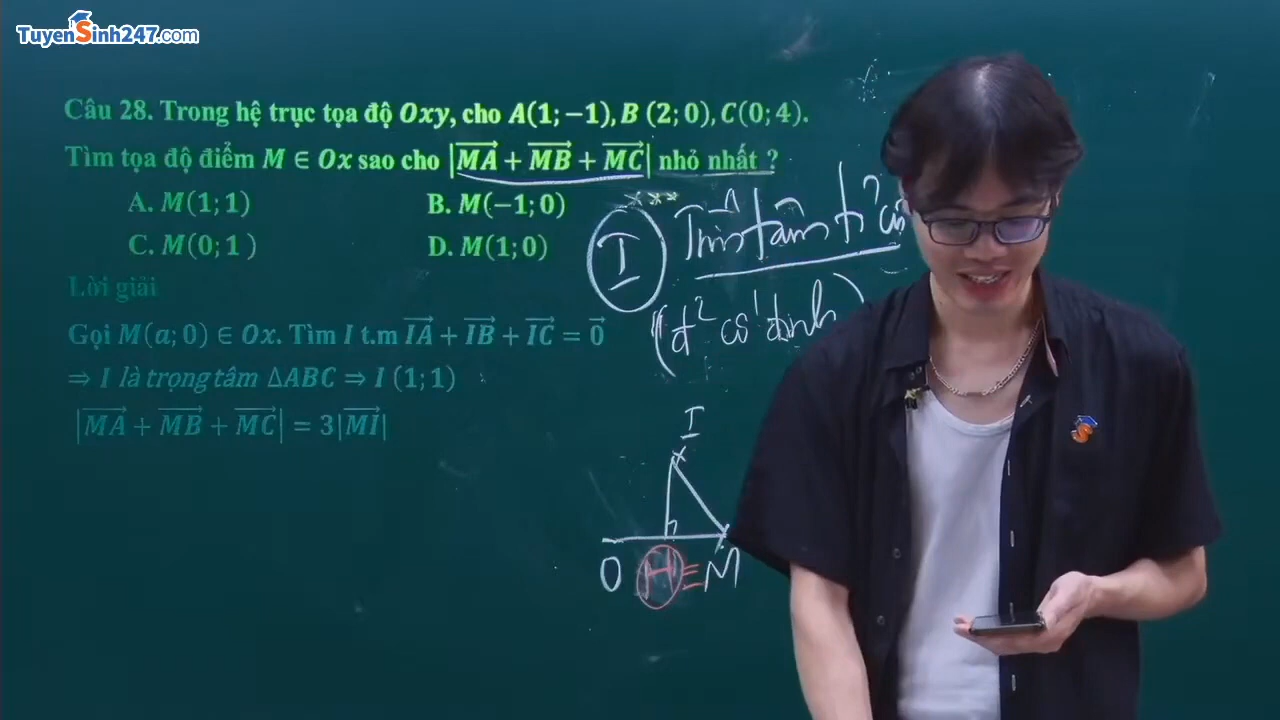 TuyenSinh247.com
Câu 28. Trong hệ trục tọa độ Oxy, cho A(1; −1), B (2; 0), C(0; 4).
Tìm tọa độ điểm M ∈ Ox sao cho |MA⃗ + MB⃗ + MC⃗| nhỏ nhất ?
A. M(1; 1)
B. M(−1; 0)
C. M(0; 1 )
D. M(1; 0)
Lời giải
Gọi M(a; 0) ∈ Ox. Tìm I t.m IA⃗ + IB⃗ + IC⃗ = 0⃗
⇒ I là trọng tâm ΔABC ⇒ I (1; 1)
|MA⃗ + MB⃗ + MC⃗| = 3|MI⃗|
***
I
tâm
cố định)
I
O H ≡ M